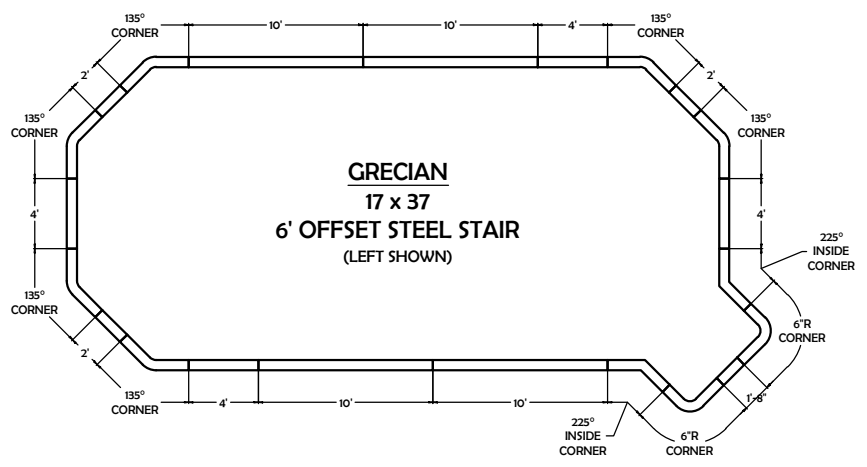 135°
CORNER
10'
10'
4'
135°
CORNER
2'
2'
135°
CORNER
135°
CORNER
GRECIAN
17 x 37
6' OFFSET STEEL STAIR
(LEFT SHOWN)
4'
4'
225°
INSIDE
CORNER
135°
CORNER
6"R
CORNER
2'
135°
CORNER
4'
10'
10'
1'-8"
225°
INSIDE
CORNER
6"R
CORNER